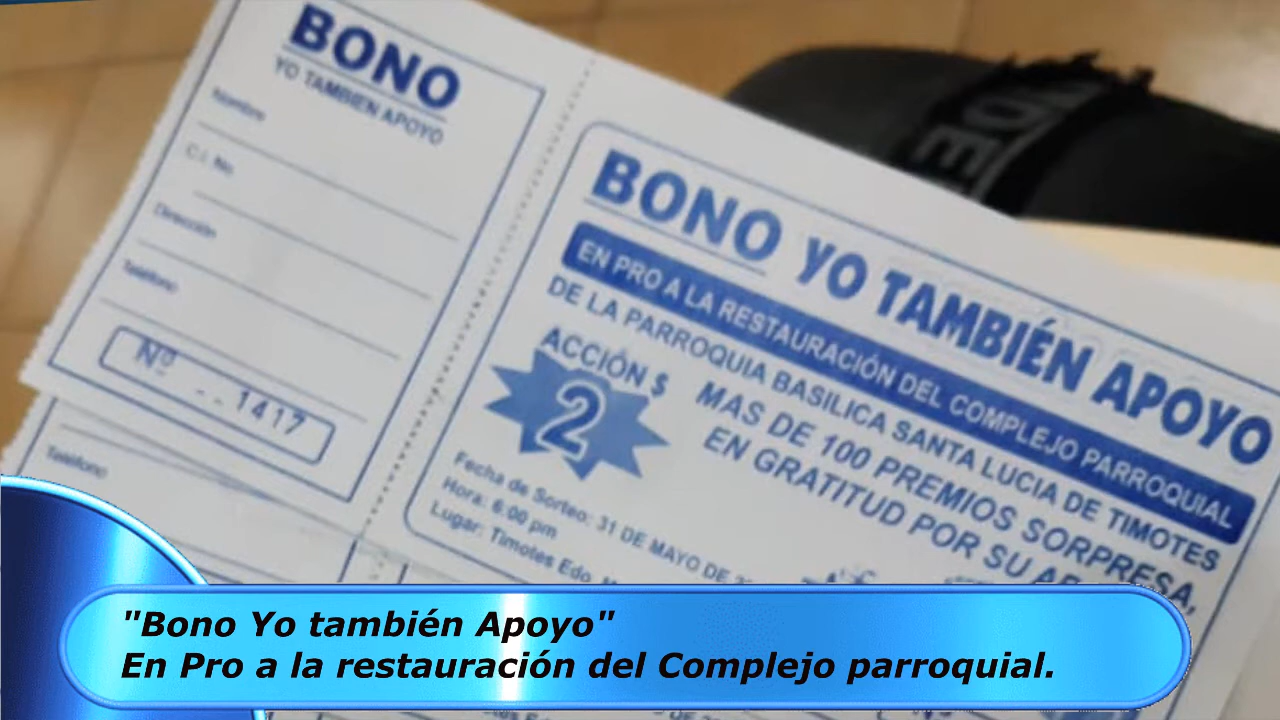 BONO
YO TAMBIEN APOYO
Nombre
C.I. No
Dirección
Teléfono
Nº 1417
Teléfono
BONO YO TAMBIÉN APOYO
EN PRO A LA RESTAURACIÓN DEL COMPLEJO PARROQUIAL
DE LA PARROQUIA BASILICA SANTA LUCIA DE TIMOTES
ACCIÓN $
2
MAS DE 100 PREMIOS SORPRESA,
EN GRATITUD POR SU
Fecha de Sorteo: 31 DE MAYO DE
Hora: 6:00 pm
Lugar: Timotes Edo.
"Bono Yo también Apoyo"
En Pro a la restauración del Complejo parroquial.